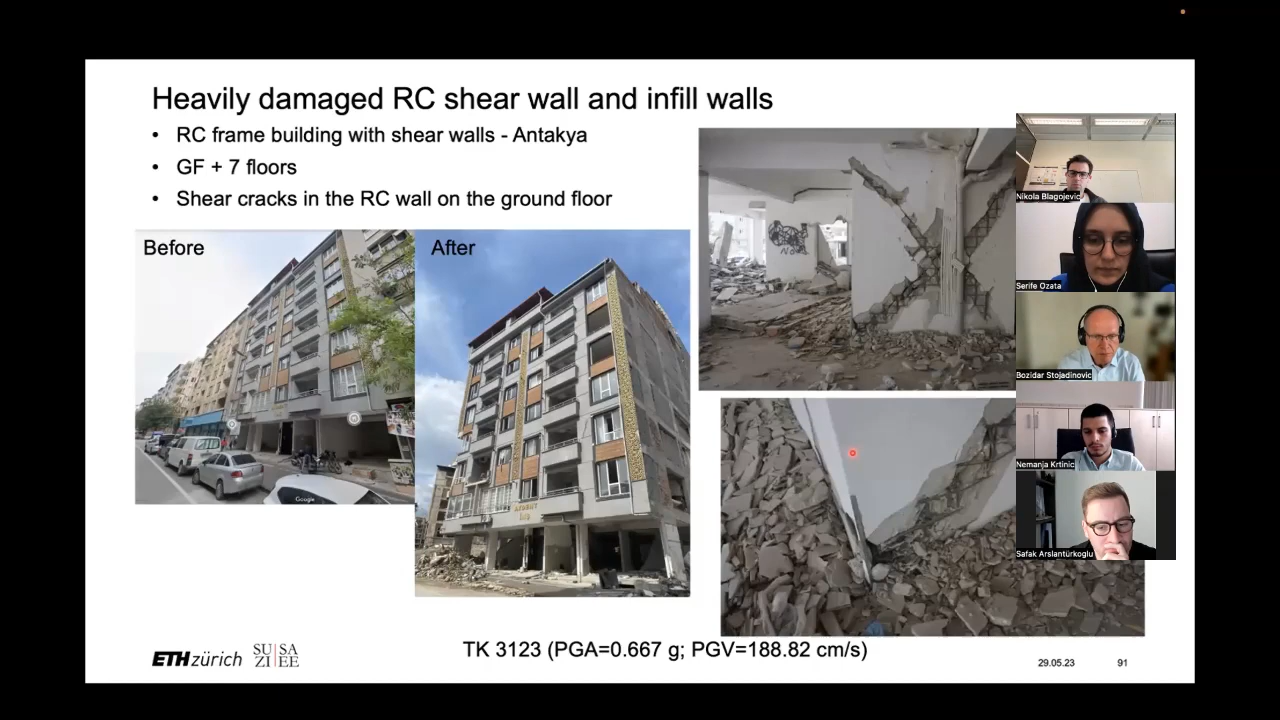 Heavily damaged RC shear wall and infill walls
• RC frame building with shear walls - Antakya
• GF + 7 floors
• Shear cracks in the RC wall on the ground floor
Before
After
Google
Nikola Blagojevic
Serife Ozata
Bozidar Stojadinovic
Nemanja Krtinic
Safak Arslantürkoglu
TK 3123 (PGA=0.667 g; PGV=188.82 cm/s)
ETH zürich
SU|SA
ZI|EE
29.05.23
91